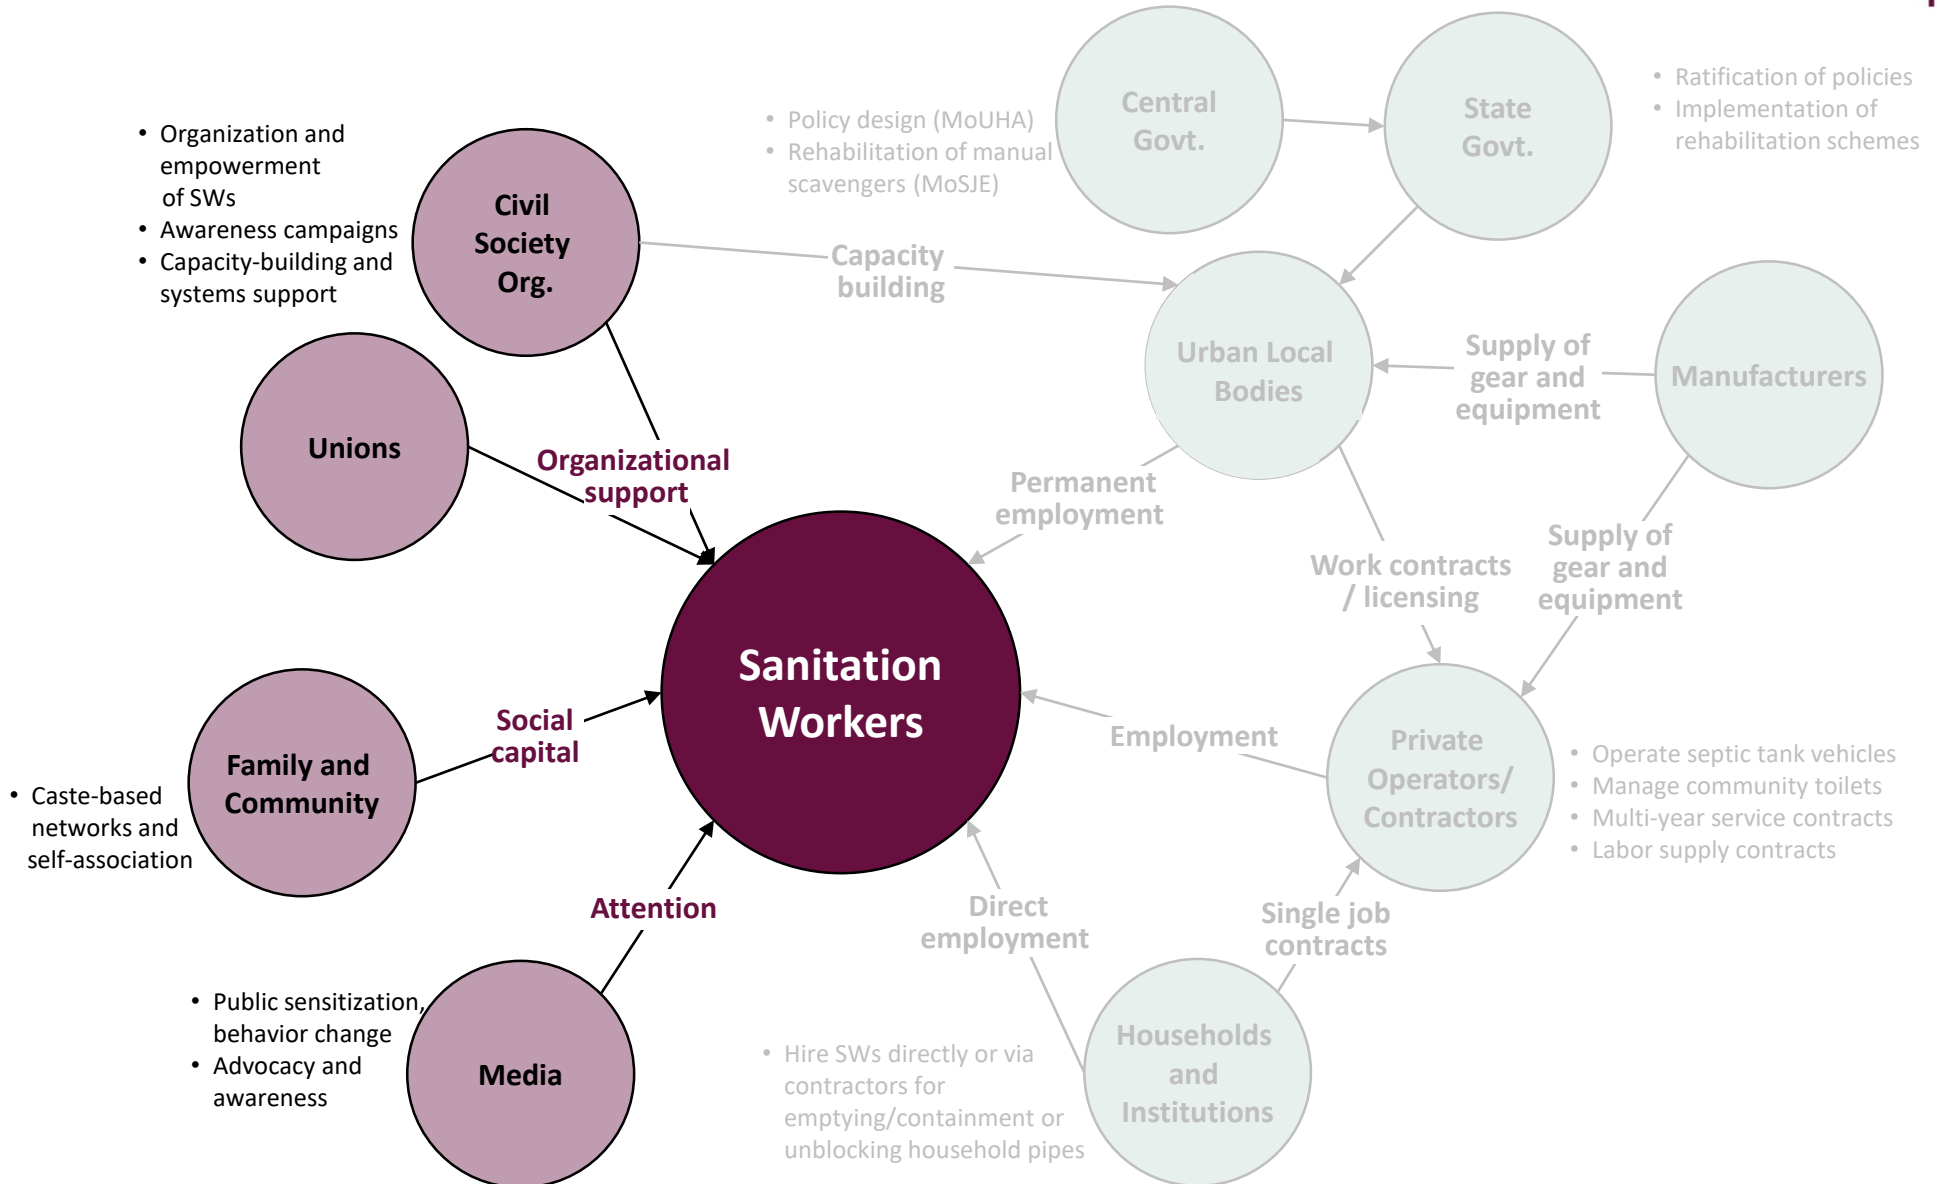 • Organization and
empowerment
of SWs
• Awareness campaigns
• Capacity-building and
systems support
Civil
Society
Org.
• Policy design (MoUHA)
• Rehabilitation of manual
scavengers (MoSJE)
Central
Govt.
State
Govt.
• Ratification of policies
• Implementation of
rehabilitation schemes
Capacity
building
Urban Local
Bodies
Supply of
gear and
equipment
Manufacturers
Unions
Organizational
support
Permanent
employment
Work contracts
/ licensing
Supply of
gear and
equipment
Sanitation
Workers
Social
capital
Family and
Community
• Caste-based
networks and
self-association
Employment
Private
Operators/
Contractors
• Operate septic tank vehicles
• Manage community toilets
• Multi-year service contracts
• Labor supply contracts
Attention
Direct
employment
Single job
contracts
• Public sensitization,
behavior change
• Advocacy and
awareness
Media
• Hire SWs directly or via
contractors for
emptying/containment or
unblocking household pipes
Households
and
Institutions